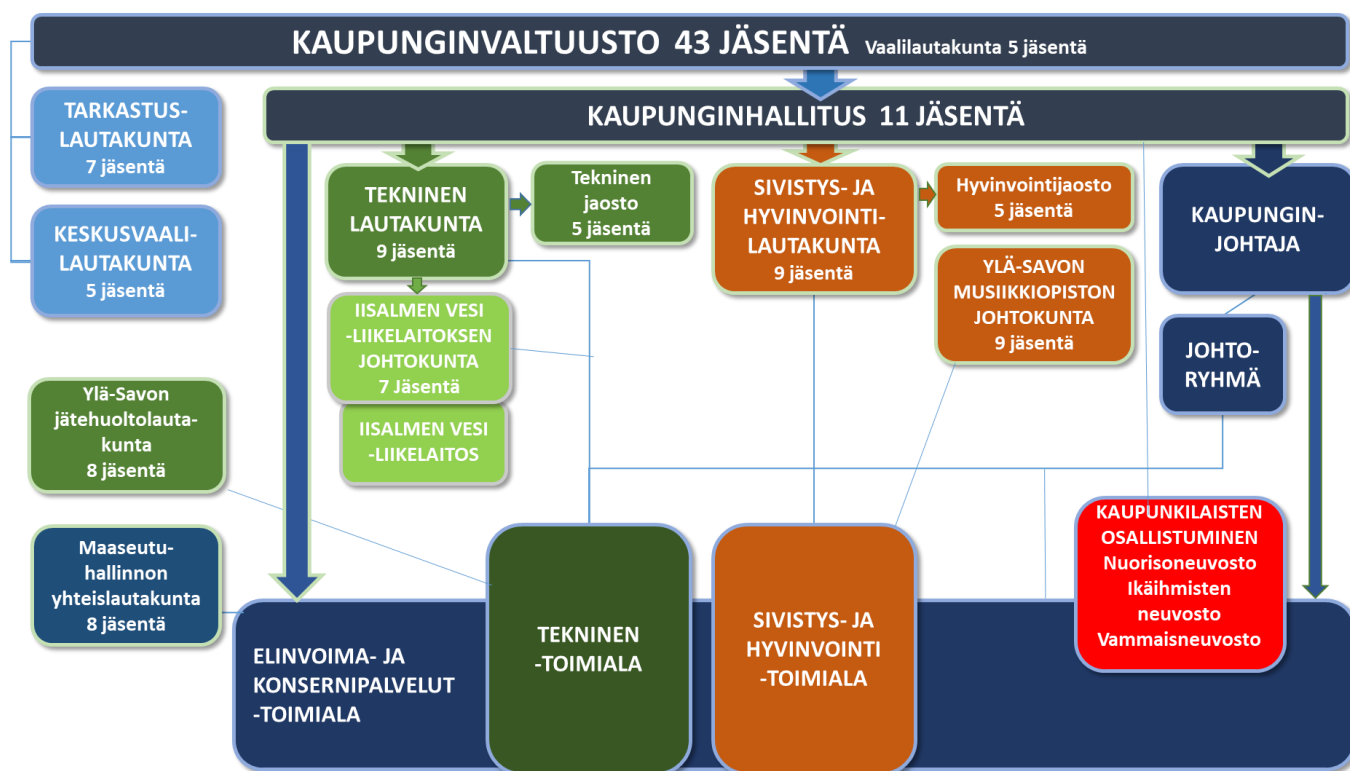 KAUPUNGINVALTUUSTO 43 JÄSENTÄ Vaalilautakunta 5 jäsentä
TARKASTUS-
LAUTAKUNTA
7 jäsentä
KESKUSVAALI-
LAUTAKUNTA
5 jäsentä
KAUPUNGINHALLITUS 11 JÄSENTÄ
TEKNINEN
LAUTAKUNTA
9 jäsentä
Tekninen
jaosto
5 jäsentä
SIVISTYS- JA
HYVINVOINTI-
LAUTAKUNTA
9 jäsentä
Hyvinvointijaosto
5 jäsentä
KAUPUNGIN-
JOHTAJA
IISALMEN VESI
-LIIKELAITOKSEN
JOHTOKUNTA
7 Jäsentä
IISALMEN VESI
-LIIKELAITOS
YLÄ-SAVON
MUSIIKKIOPISTON
JOHTOKUNTA
9 jäsentä
JOHTO-
RYHMÄ
Ylä-Savon
jätehuoltolauta-
kunta
8 jäsentä
Maaseutu-
hallinnon
yhteislautakunta
8 jäsentä
KAUPUNKILAISTEN
OSALLISTUMINEN
Nuorisoneuvosto
Ikäihmisten
neuvosto
Vammaisneuvosto
ELINVOIMA- JA
KONSERNIPALVELUT
-TOIMIALA
TEKNINEN
-TOIMIALA
SIVISTYS- JA
HYVINVOINTI
-TOIMIALA